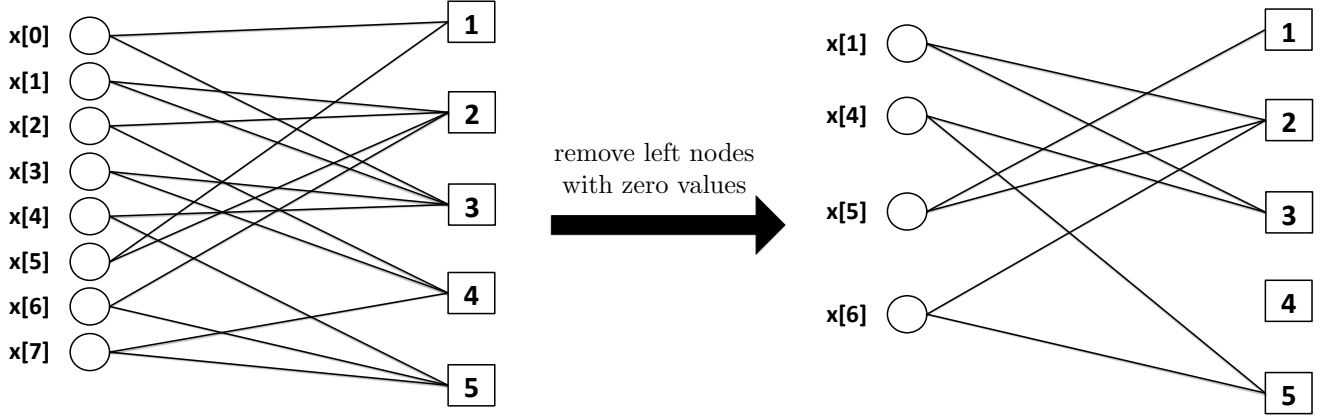 x[0]
x[1]
x[2]
x[3]
x[4]
x[5]
x[6]
x[7]
1
2
3
4
5
remove left nodes
with zero values
x[1]
x[4]
x[5]
x[6]
1
2
3
4
5